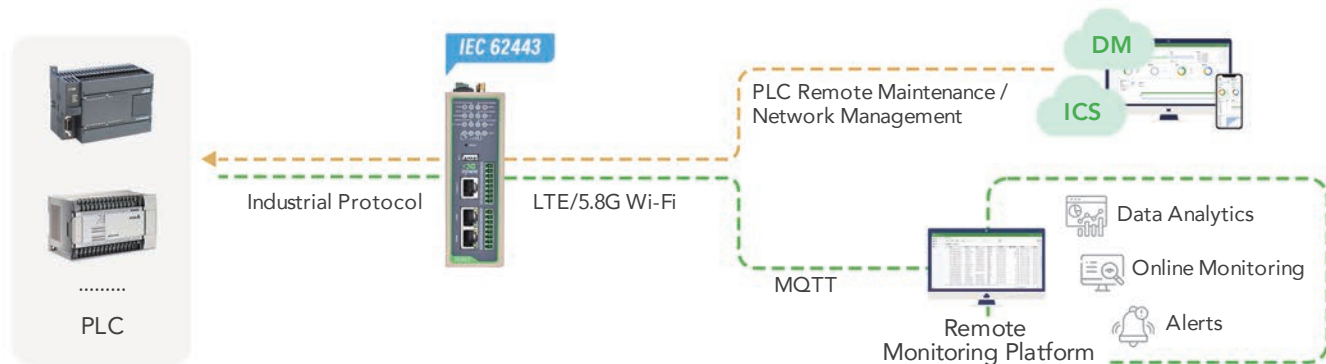 IEC 62443
DM
ICS
PLC Remote Maintenance /
Network Management
Industrial Protocol
LTE/5.8G Wi-Fi
MQTT
Data Analytics
Online Monitoring
Alerts
Remote
Monitoring Platform
.........
PLC